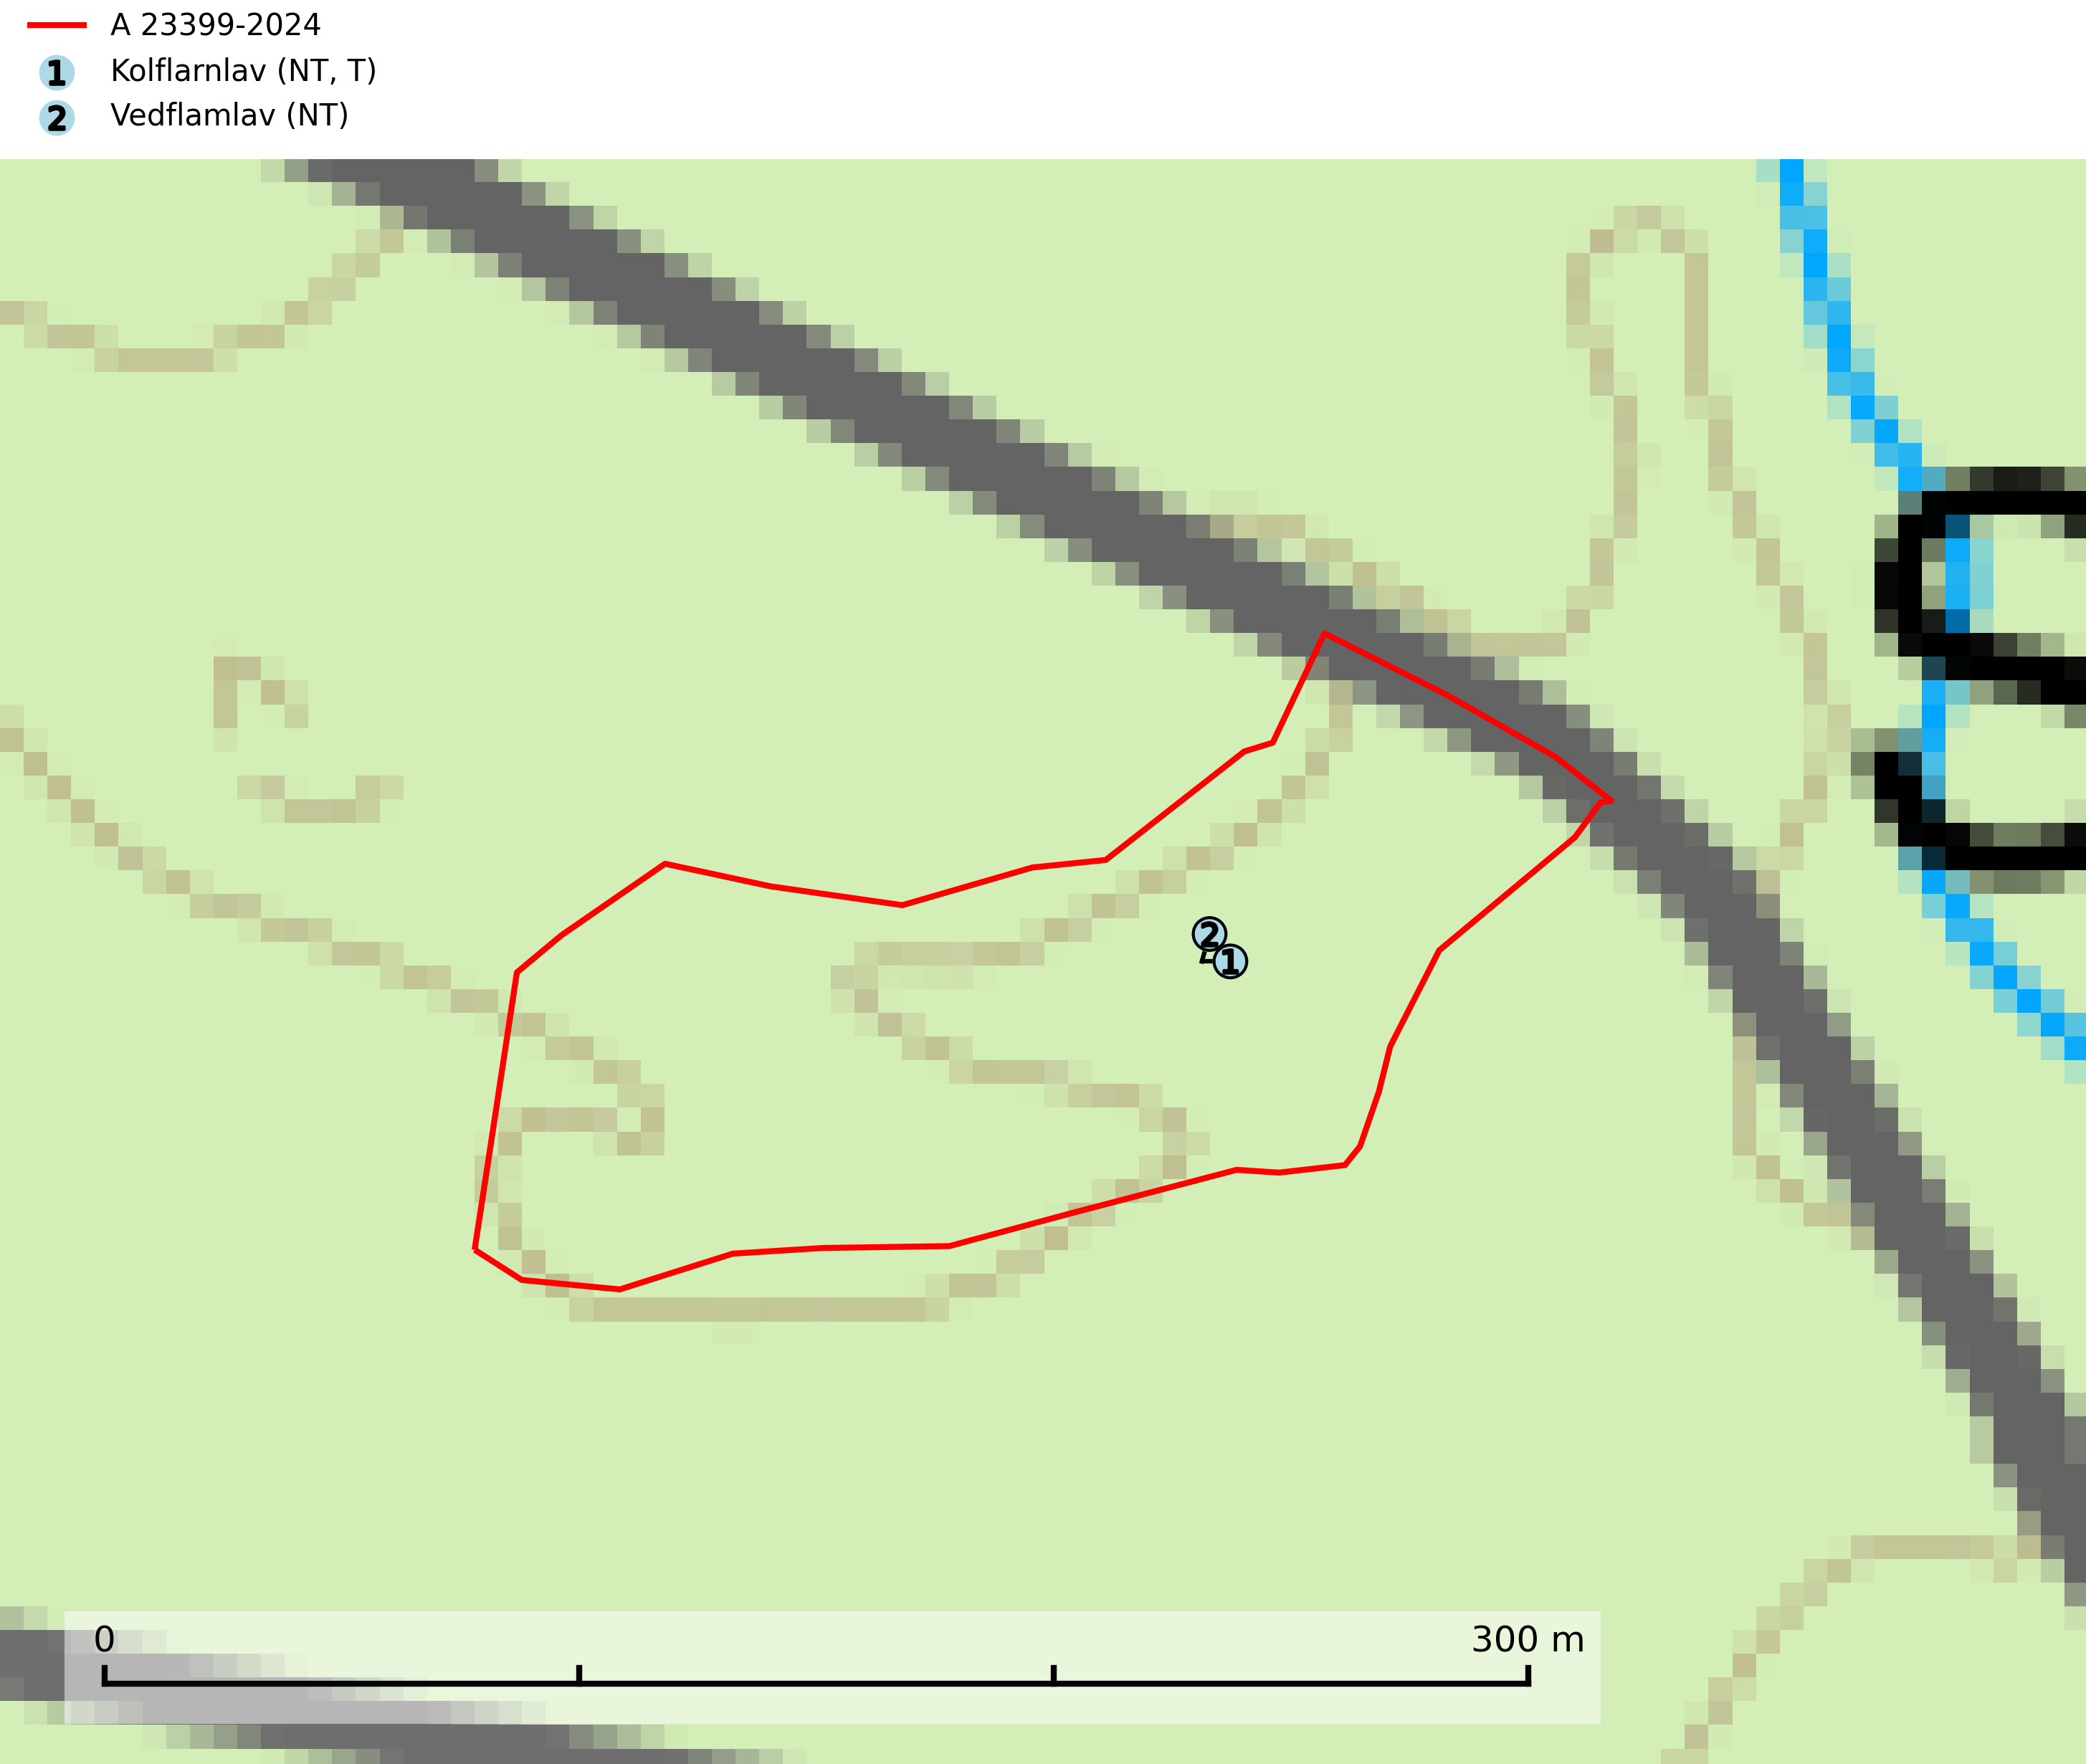 A 23399-2024
1 Kolflarnlav (NT, T)
2 Vedflamlav (NT)
2
1
0 300 m